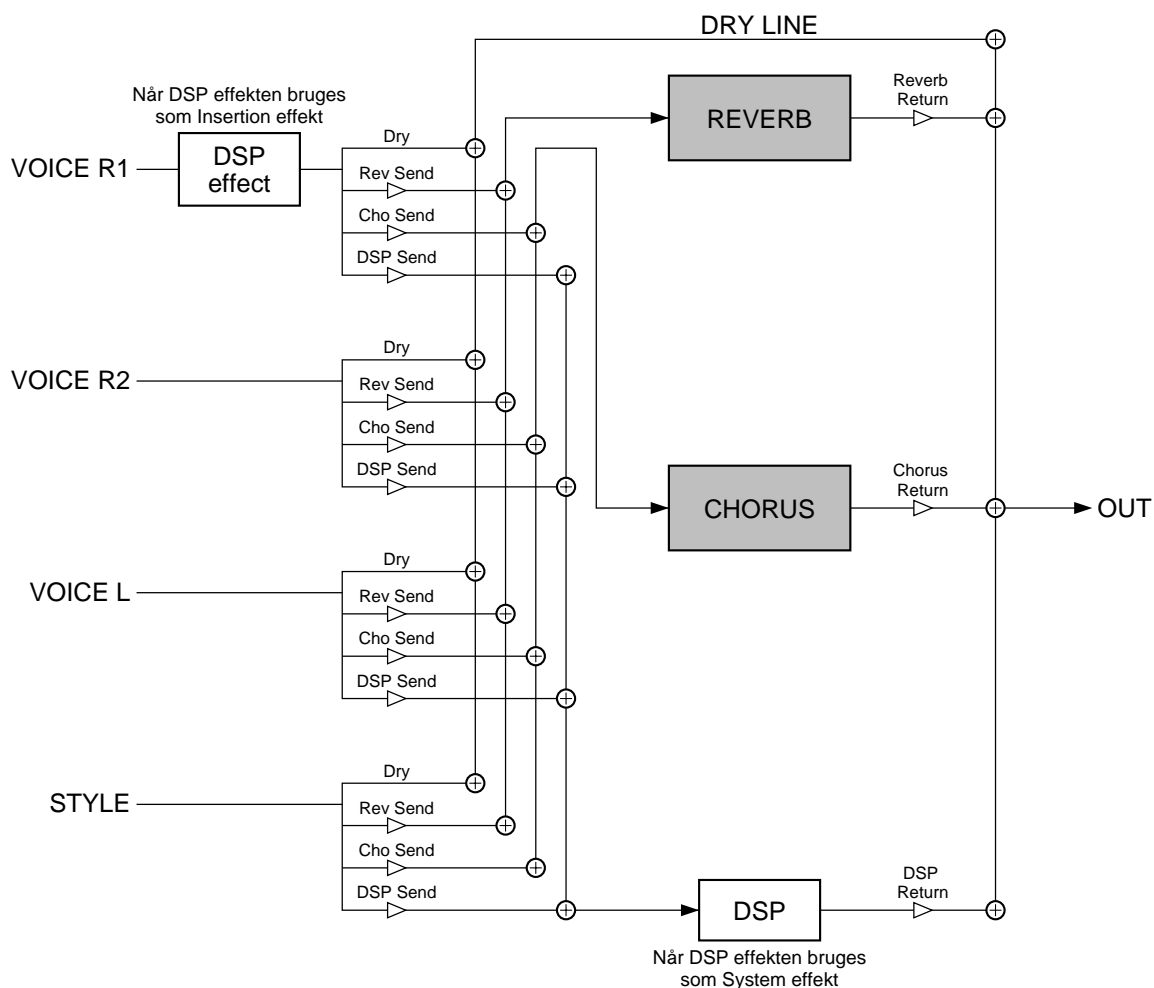 DRY LINE
Når DSP effekten bruges
som Insertion effekt
VOICE R1
DSP
effect
Dry
Rev Send
Cho Send
DSP Send
REVERB
Reverb
Return
VOICE R2
Dry
Rev Send
Cho Send
DSP Send
CHORUS
Chorus
Return
OUT
VOICE L
Dry
Rev Send
Cho Send
DSP Send
STYLE
Dry
Rev Send
Cho Send
DSP Send
DSP
DSP
Return
Når DSP effekten bruges
som System effekt